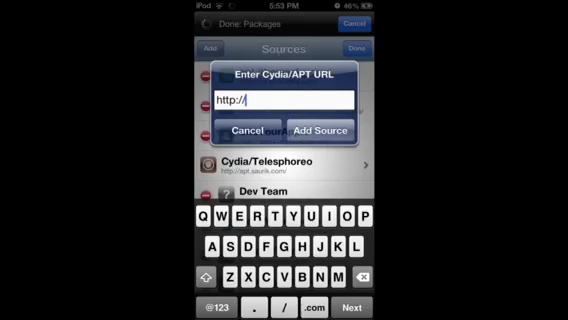 iPod 5:53 PM 46%
Done: Packages Cancel
Add Sources Done
Enter Cydia/APT URL
http://
Cancel Add Source
Cydia/Telesphoreo
http://apt.saurik.com/
Dev Team
Q W E R T Y U I O P
A S D F G H J K L
Z X C V B N M
@123 . / .com Next